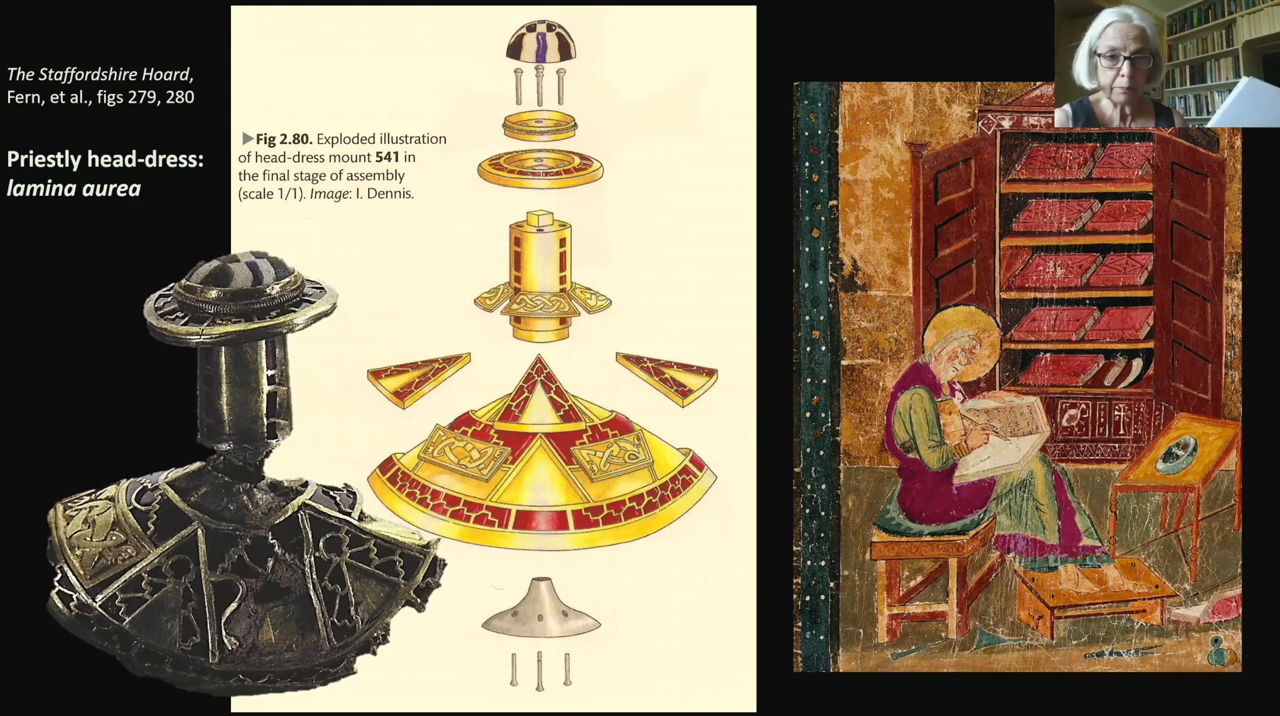 The Staffordshire Hoard,
Fern, et al., figs 279, 280
Priestly head-dress:
lamina aurea
▶Fig 2.80. Exploded illustration
of head-dress mount 541 in
the final stage of assembly
(scale 1/1). Image: I. Dennis.